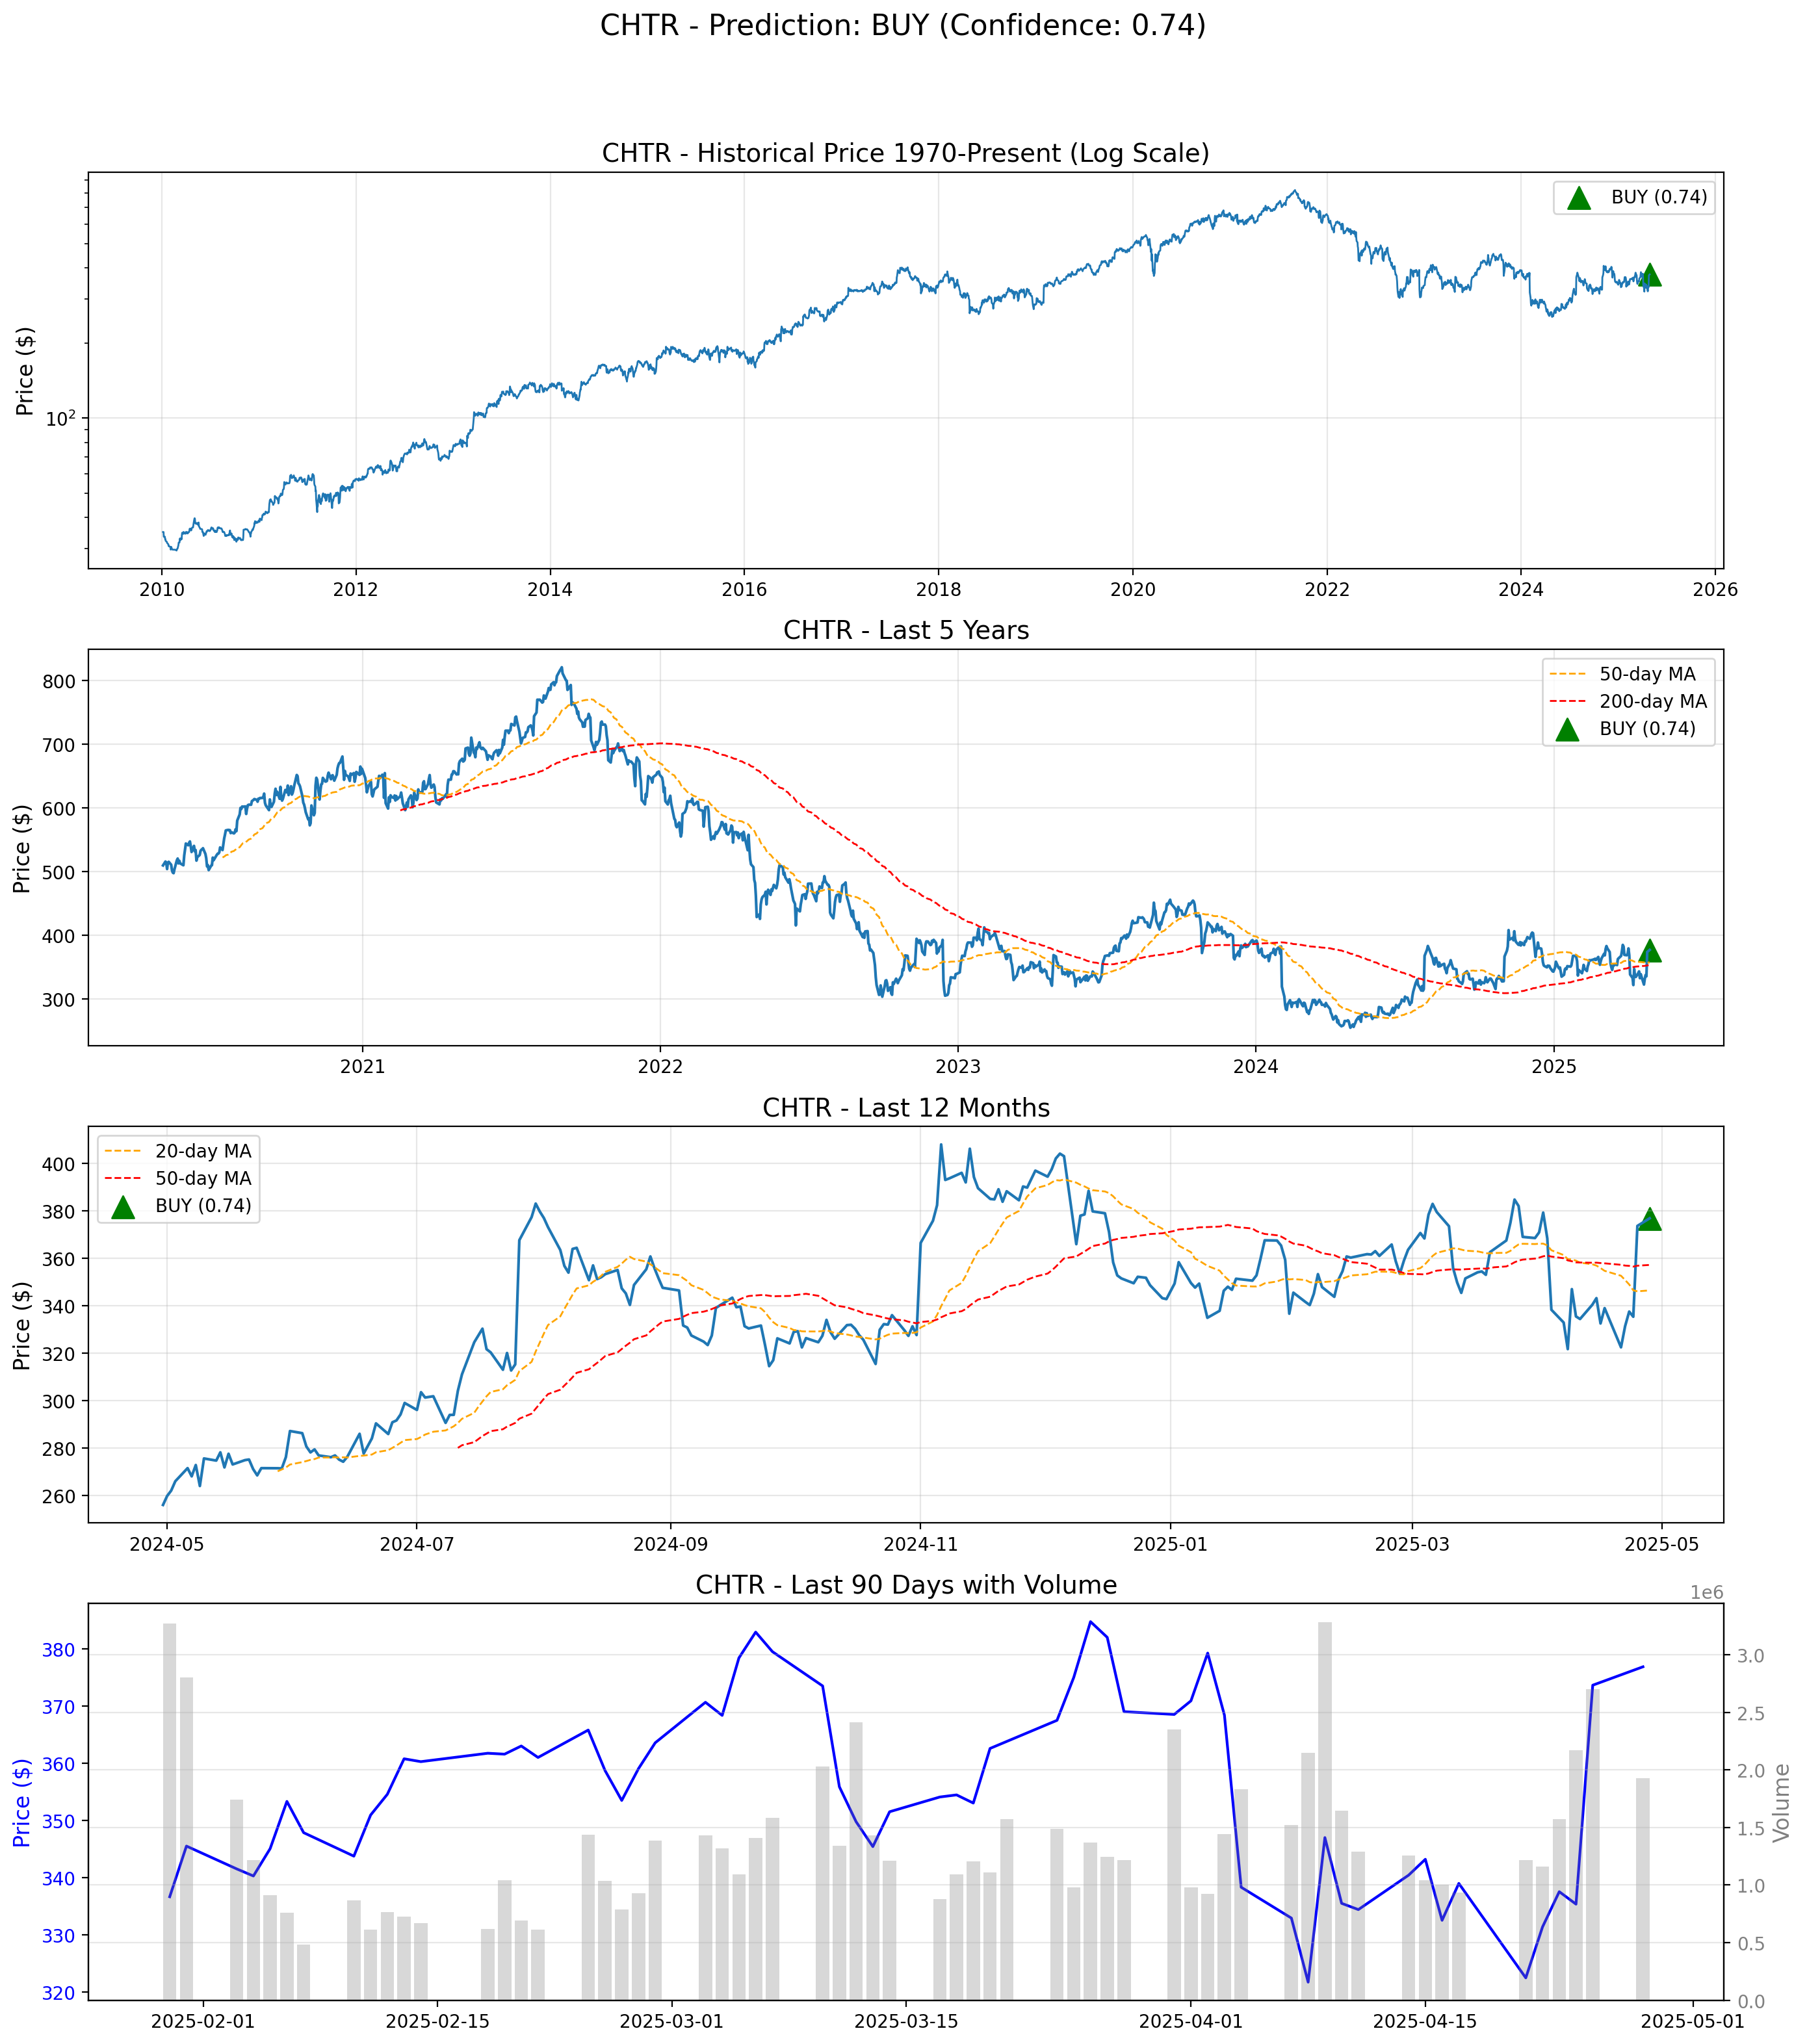 CHTR - Prediction: BUY (Confidence: 0.74)
CHTR - Historical Price 1970-Present (Log Scale)
BUY (0.74)
Price ($)
10²
2010 2012 2014 2016 2018 2020 2022 2024 2026
CHTR - Last 5 Years
50-day MA
200-day MA
BUY (0.74)
Price ($)
800
700
600
500
400
300
2021 2022 2023 2024 2025
CHTR - Last 12 Months
20-day MA
50-day MA
BUY (0.74)
Price ($)
400
380
360
340
320
300
280
260
2024-05 2024-07 2024-09 2024-11 2025-01 2025-03 2025-05
CHTR - Last 90 Days with Volume
1e6
Price ($)
380
370
360
350
340
330
320
3.0
2.5
2.0
1.5
1.0
0.5
0.0
Volume
2025-02-01 2025-02-15 2025-03-01 2025-03-15 2025-04-01 2025-04-15 2025-05-01